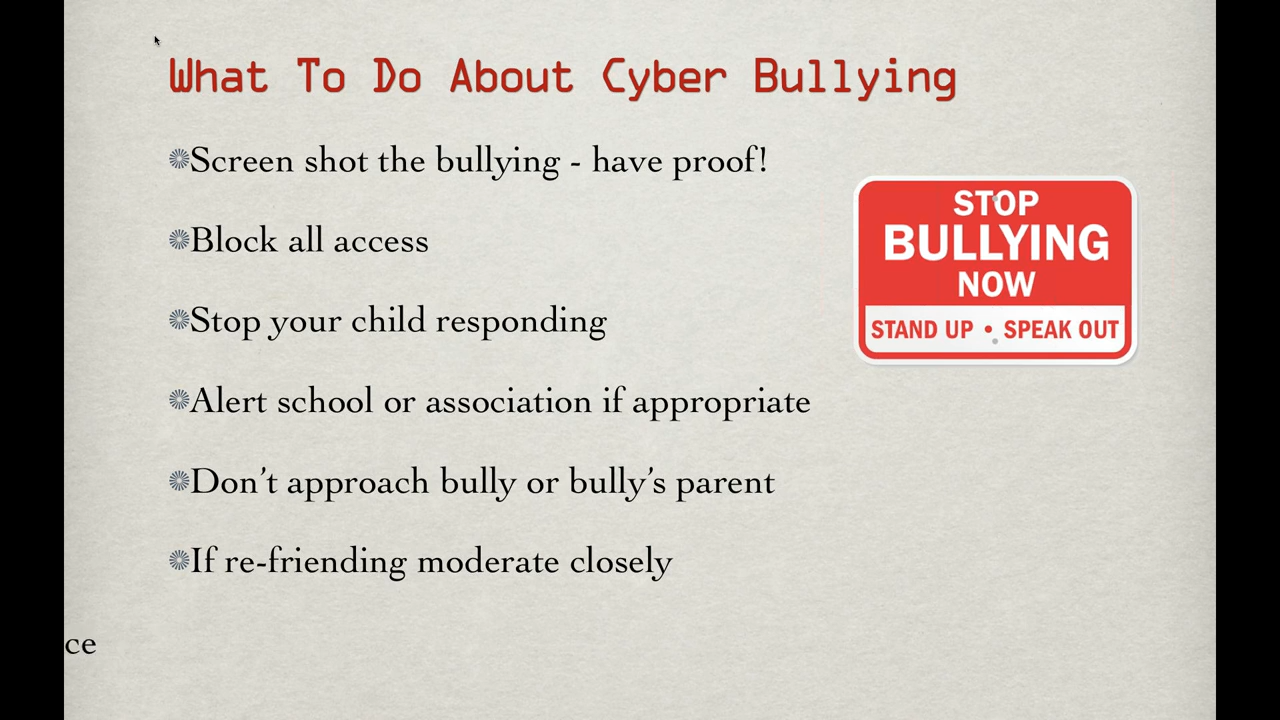 What To Do About Cyber Bullying
Screen shot the bullying - have proof!
Block all access
Stop your child responding
Alert school or association if appropriate
Don’t approach bully or bully’s parent
If re-friending moderate closely
ce
STOP
BULLYING
NOW
STAND UP • SPEAK OUT